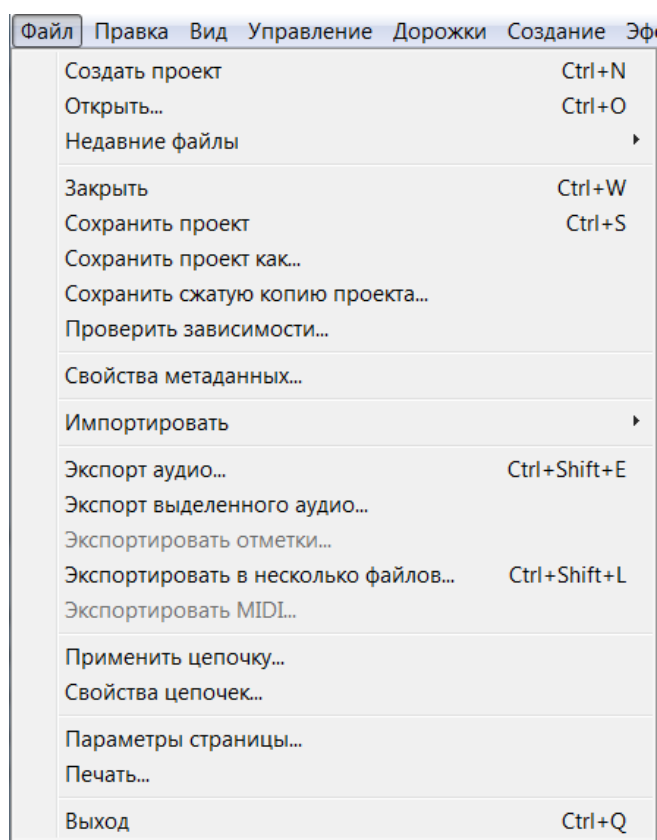 Файл Правка Вид Управление Дорожки Создание Эф
Создать проект Ctrl+N
Открыть... Ctrl+O
Недавние файлы
Закрыть Ctrl+W
Сохранить проект Ctrl+S
Сохранить проект как...
Сохранить сжатую копию проекта...
Проверить зависимости...
Свойства метаданных...
Импортировать
Экспорт аудио... Ctrl+Shift+E
Экспорт выделенного аудио...
Экспортировать отметки...
Экспортировать в несколько файлов... Ctrl+Shift+L
Экспортировать MIDI...
Применить цепочку...
Свойства цепочек...
Параметры страницы...
Печать...
Выход Ctrl+Q